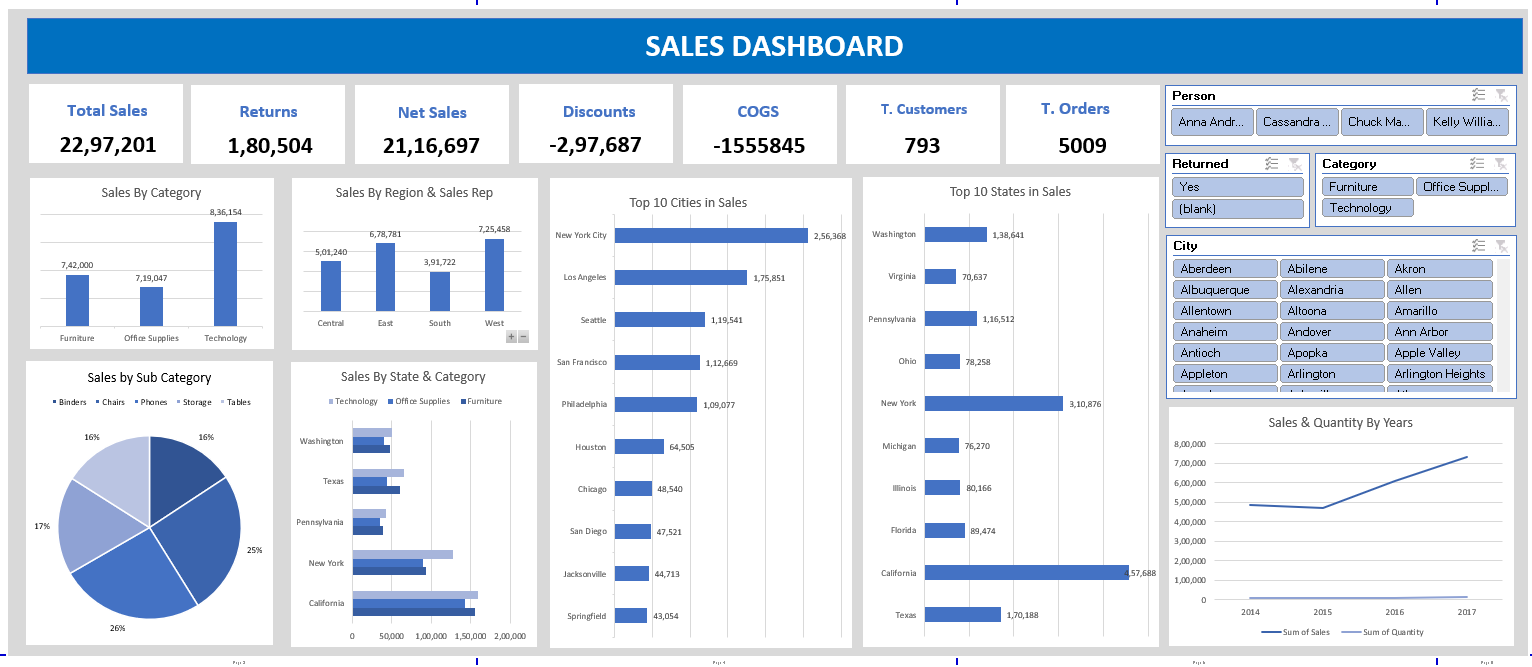 SALES DASHBOARD
Total Sales
22,97,201
Returns
1,80,504
Net Sales
21,16,697
Discounts
-2,97,687
COGS
-1555845
T. Customers
793
T. Orders
5009
Person
Anna Andr...
Cassandra ...
Chuck Ma...
Kelly Willia...
Returned
Yes
(blank)
Category
Furniture
Office Suppl...
Technology
City
Aberdeen
Abilene
Akron
Albuquerque
Alexandria
Allen
Allentown
Altoona
Amarillo
Anaheim
Andover
Ann Arbor
Antioch
Apopka
Apple Valley
Appleton
Arlington
Arlington Heights
Sales By Category
7,42,000
7,19,047
8,36,154
Furniture
Office Supplies
Technology
Sales By Region & Sales Rep
5,01,240
6,78,781
3,91,722
7,25,458
Central
East
South
West
+ −
Sales by Sub Category
Binders
Chairs
Phones
Storage
Tables
16%
16%
17%
25%
26%
Sales By State & Category
Technology
Office Supplies
Furniture
Washington
Texas
Pennsylvania
New York
California
0
50,000
1,00,000
1,50,000
2,00,000
Top 10 Cities in Sales
New York City 2,56,368
Los Angeles 1,75,851
Seattle 1,19,541
San Francisco 1,12,669
Philadelphia 1,09,077
Houston 64,505
Chicago 48,540
San Diego 47,521
Jacksonville 44,713
Springfield 43,054
Top 10 States in Sales
Washington 1,38,641
Virginia 70,637
Pennsylvania 1,16,512
Ohio 78,258
New York 3,10,876
Michigan 76,270
Illinois 80,166
Florida 89,474
California 4,57,688
Texas 1,70,188
Sales & Quantity By Years
8,00,000
7,00,000
6,00,000
5,00,000
4,00,000
3,00,000
2,00,000
1,00,000
0
2014
2015
2016
2017
Sum of Sales
Sum of Quantity